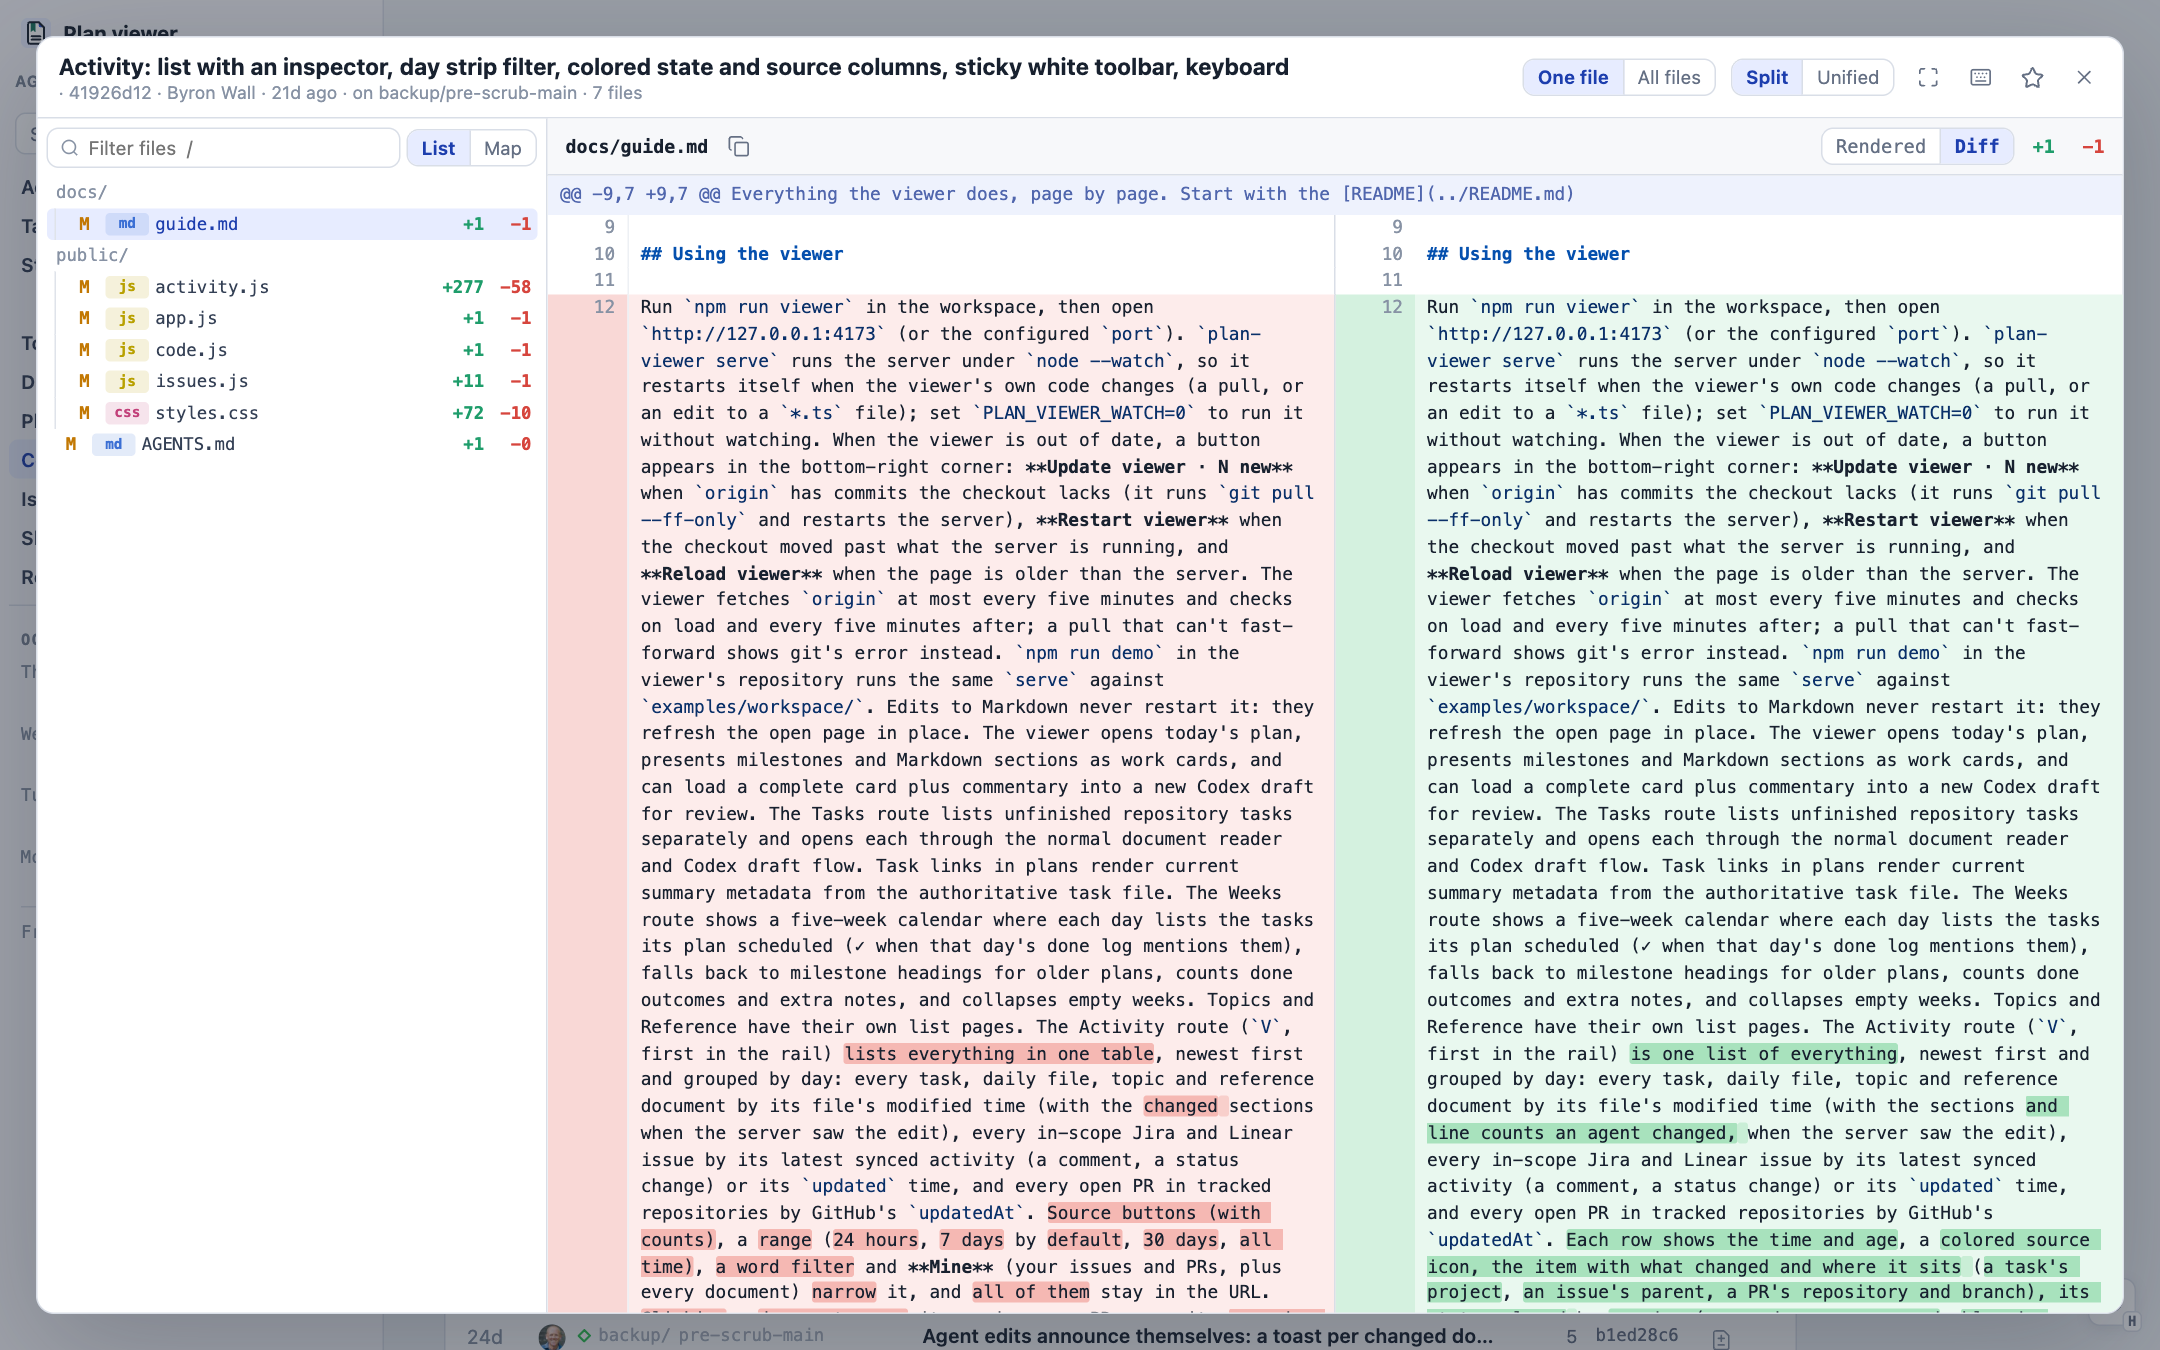 Plan viewer
Activity: list with an inspector, day strip filter, colored state and source columns, sticky white toolbar, keyboard
· 41926d12 · Byron Wall · 21d ago · on backup/pre-scrub-main · 7 files
One file
All files
Split
Unified
Filter files /
List
Map
docs/guide.md
Rendered
Diff
+1 −1
docs/
M md guide.md +1 −1
public/
M js activity.js +277 −58
M js app.js +1 −1
M js code.js +1 −1
M js issues.js +11 −1
M css styles.css +72 −10
M md AGENTS.md +1 −0
@@ −9,7 +9,7 @@ Everything the viewer does, page by page. Start with the [README](../README.md)
9
10 ## Using the viewer
11
12 Run `npm run viewer` in the workspace, then open
`http://127.0.0.1:4173` (or the configured `port`). `plan-
viewer serve` runs the server under `node --watch`, so it
restarts itself when the viewer's own code changes (a pull, or
an edit to a `*.ts` file); set `PLAN_VIEWER_WATCH=0` to run it
without watching. When the viewer is out of date, a button
appears in the bottom-right corner: **Update viewer · N new**
when `origin` has commits the checkout lacks (it runs `git pull
--ff-only` and restarts the server), **Restart viewer** when
the checkout moved past what the server is running, and
**Reload viewer** when the page is older than the server. The
viewer fetches `origin` at most every five minutes and checks
on load and every five minutes after; a pull that can't fast-
forward shows git's error instead. `npm run demo` in the
viewer's repository runs the same `serve` against
`examples/workspace/`. Edits to Markdown never restart it: they
refresh the open page in place. The viewer opens today's plan,
presents milestones and Markdown sections as work cards, and
can load a complete card plus commentary into a new Codex draft
for review. The Tasks route lists unfinished repository tasks
separately and opens each through the normal document reader
and Codex draft flow. Task links in plans render current
summary metadata from the authoritative task file. The Weeks
route shows a five-week calendar where each day lists the tasks
its plan scheduled (✓ when that day's done log mentions them),
falls back to milestone headings for older plans, counts done
outcomes and extra notes, and collapses empty weeks. Topics and
Reference have their own list pages. The Activity route (`V`,
first in the rail) lists everything in one table, newest first
and grouped by day: every task, daily file, topic and reference
document by its file's modified time (with the changed sections
when the server saw the edit), every in-scope Jira and Linear
issue by its latest synced activity (a comment, a status
change) or its `updated` time, and every open PR in tracked
repositories by GitHub's `updatedAt`. Source buttons (with
counts), a range (24 hours, 7 days by default, 30 days, all
time), a word filter and **Mine** (your issues and PRs, plus
every document) narrow it, and all of them stay in the URL.
9
10 ## Using the viewer
11
12 Run `npm run viewer` in the workspace, then open
`http://127.0.0.1:4173` (or the configured `port`). `plan-
viewer serve` runs the server under `node --watch`, so it
restarts itself when the viewer's own code changes (a pull, or
an edit to a `*.ts` file); set `PLAN_VIEWER_WATCH=0` to run it
without watching. When the viewer is out of date, a button
appears in the bottom-right corner: **Update viewer · N new**
when `origin` has commits the checkout lacks (it runs `git pull
--ff-only` and restarts the server), **Restart viewer** when
the checkout moved past what the server is running, and
**Reload viewer** when the page is older than the server. The
viewer fetches `origin` at most every five minutes and checks
on load and every five minutes after; a pull that can't fast-
forward shows git's error instead. `npm run demo` in the
viewer's repository runs the same `serve` against
`examples/workspace/`. Edits to Markdown never restart it: they
refresh the open page in place. The viewer opens today's plan,
presents milestones and Markdown sections as work cards, and
can load a complete card plus commentary into a new Codex draft
for review. The Tasks route lists unfinished repository tasks
separately and opens each through the normal document reader
and Codex draft flow. Task links in plans render current
summary metadata from the authoritative task file. The Weeks
route shows a five-week calendar where each day lists the tasks
its plan scheduled (✓ when that day's done log mentions them),
falls back to milestone headings for older plans, counts done
outcomes and extra notes, and collapses empty weeks. Topics and
Reference have their own list pages. The Activity route (`V`,
first in the rail) is one list of everything, newest first and
grouped by day: every task, daily file, topic and reference
document by its file's modified time (with the sections and
line counts an agent changed, when the server saw the edit),
every in-scope Jira and Linear issue by its latest synced
activity (a comment, a status change) or its `updated` time,
and every open PR in tracked repositories by GitHub's
`updatedAt`. Each row shows the time and age, a colored source
icon, the item with what changed and where it sits (a task's
project, an issue's parent, a PR's repository and branch), its
24d backup/ pre-scrub-main Agent edits announce themselves: a toast per changed do... 5 b1ed28c6
H